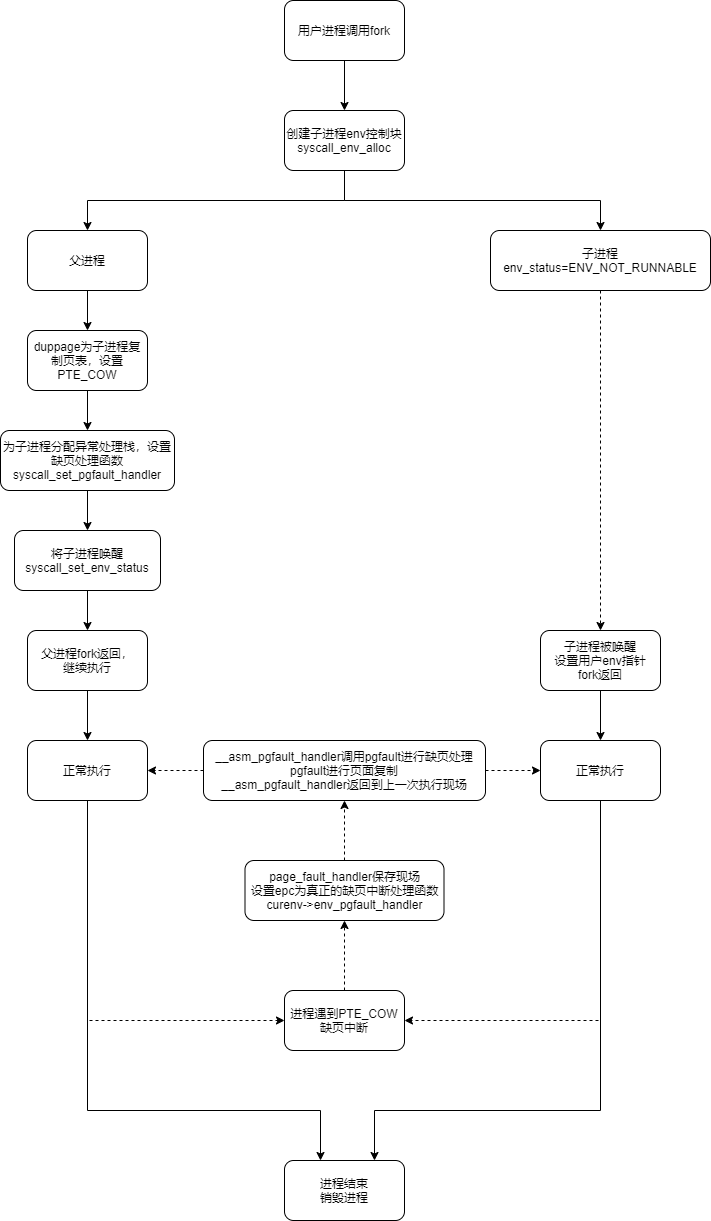 用户进程调用fork
创建子进程env控制块
syscall_env_alloc
父进程
子进程
env_status=ENV_NOT_RUNNABLE
duppage为子进程复
制页表，设置
PTE_COW
为子进程分配异常处理栈，设置
缺页处理函数
syscall_set_pgfault_handler
将子进程唤醒
syscall_set_env_status
父进程fork返回，
继续执行
子进程被唤醒
设置用户env指针
fork返回
正常执行
__asm_pgfault_handler调用pgfault进行缺页处理
pgfault进行页面复制
__asm_pgfault_handler返回到上一次执行现场
正常执行
page_fault_handler保存现场
设置epc为真正的缺页中断处理函数
curenv->env_pgfault_handler
进程遇到PTE_COW
缺页中断
进程结束
销毁进程